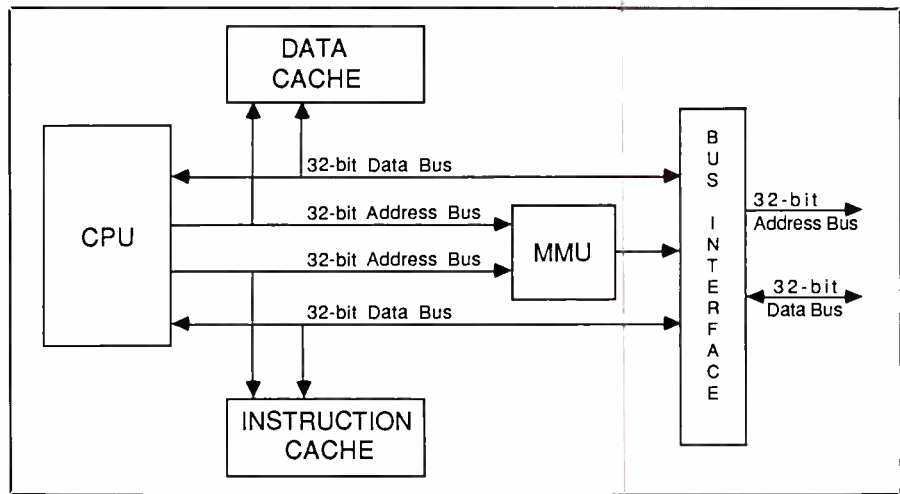 DATA
CACHE
32-bit Data Bus
32-bit Address Bus
CPU
MMU
32-bit Address Bus
32-bit Data Bus
INSTRUCTION
CACHE
BUS INTERFACE
32-bit
Address Bus
32-bit
Data Bus